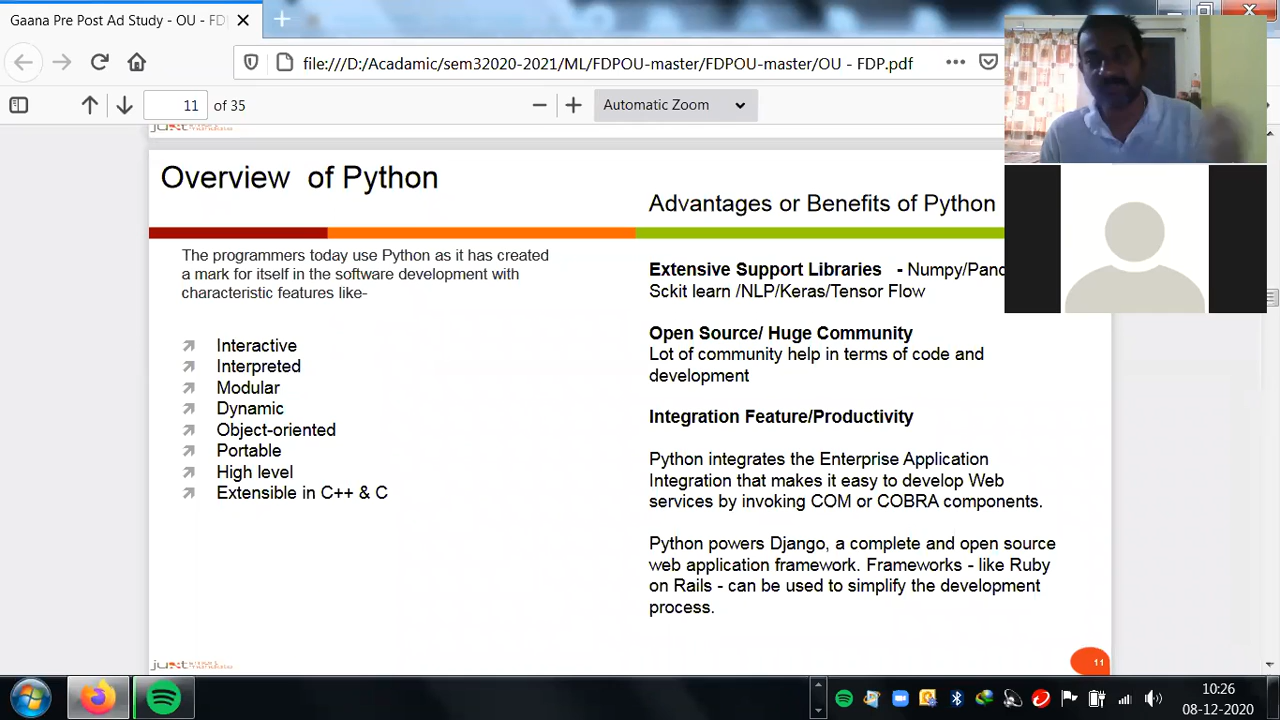 Gaana Pre Post Ad Study - OU - FD
file:///D:/Acadamic/sem32020-2021/ML/FDPOU-master/FDPOU-master/OU - FDP.pdf
11 of 35
Automatic Zoom
Overview of Python
Advantages or Benefits of Python
The programmers today use Python as it has created
a mark for itself in the software development with
characteristic features like-
Interactive
Interpreted
Modular
Dynamic
Object-oriented
Portable
High level
Extensible in C++ & C
Extensive Support Libraries - Numpy/Pand
Sckit learn /NLP/Keras/Tensor Flow
Open Source/ Huge Community
Lot of community help in terms of code and
development
Integration Feature/Productivity
Python integrates the Enterprise Application
Integration that makes it easy to develop Web
services by invoking COM or COBRA components.
Python powers Django, a complete and open source
web application framework. Frameworks - like Ruby
on Rails - can be used to simplify the development
process.
11
10:26
08-12-2020